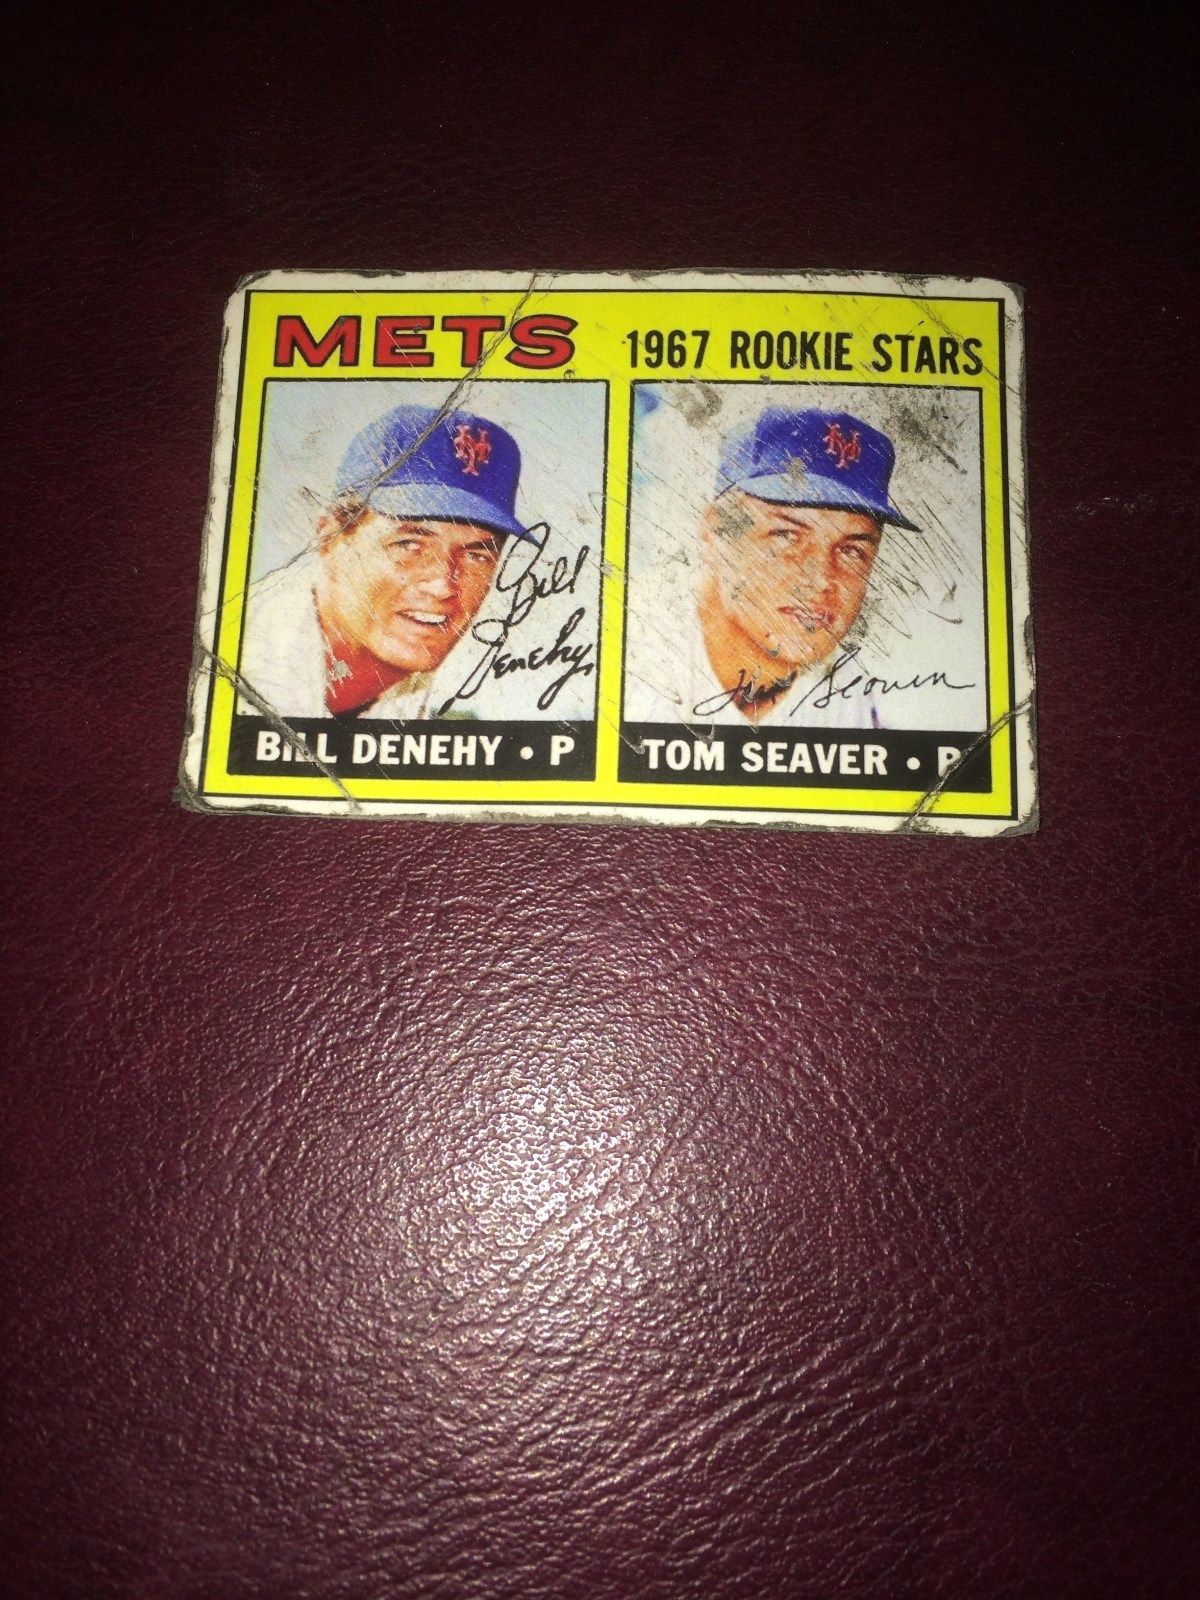 METS
1967 ROOKIE STARS
NY
NY
Bill
Denehy
BILL DENEHY • P
TOM SEAVER • P